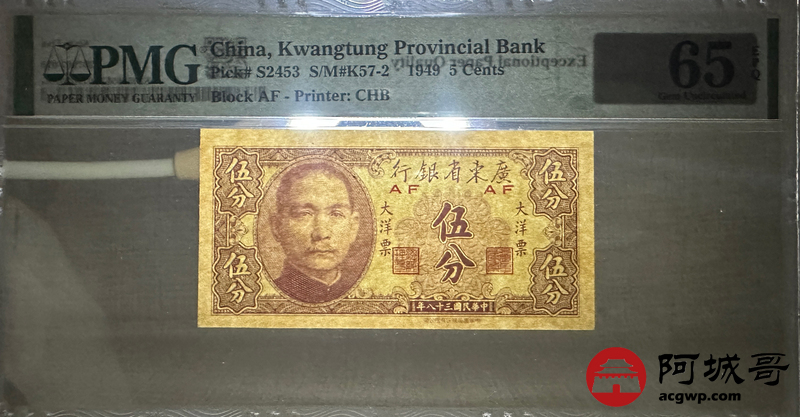 PMG
PAPER MONEY GUARANTY
China, Kwangtung Provincial Bank
Pick# S2453 S/M#K57-2 1949 5 Cents
Block AF - Printer: CHB
Exceptional Paper Quality
65 EPQ
Gem Uncirculated
行銀省東廣
AF AF
伍分 伍分
大洋票 伍分 大洋票
伍分 伍分
年八十三國民華中
阿城哥
acgwp.com